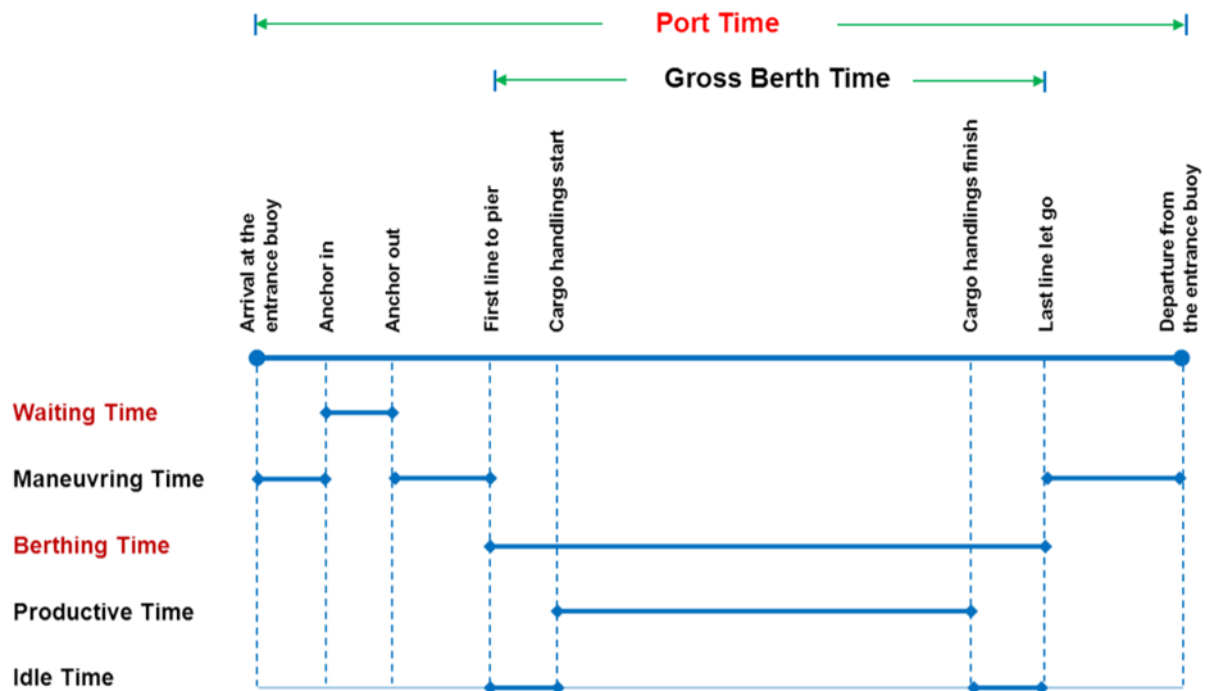 Port Time
Gross Berth Time
Arrival at the
entrance buoy
Anchor in
Anchor out
First line to pier
Cargo handlings start
Cargo handlings finish
Last line let go
Departure from
the entrance buoy
Waiting Time
Maneuvring Time
Berthing Time
Productive Time
Idle Time